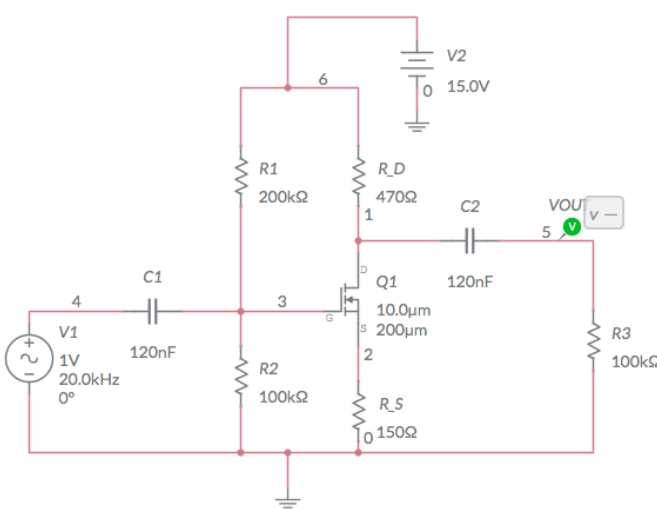 V2
15.0V
0
6
R1
200kΩ
R_D
470Ω
1
C2
120nF
VOU
V
v —
5
D
Q1
10.0µm
200µm
G
S
C1
120nF
4
3
2
V1
1V
20.0kHz
0°
R2
100kΩ
R_S
150Ω
0
R3
100kΩ